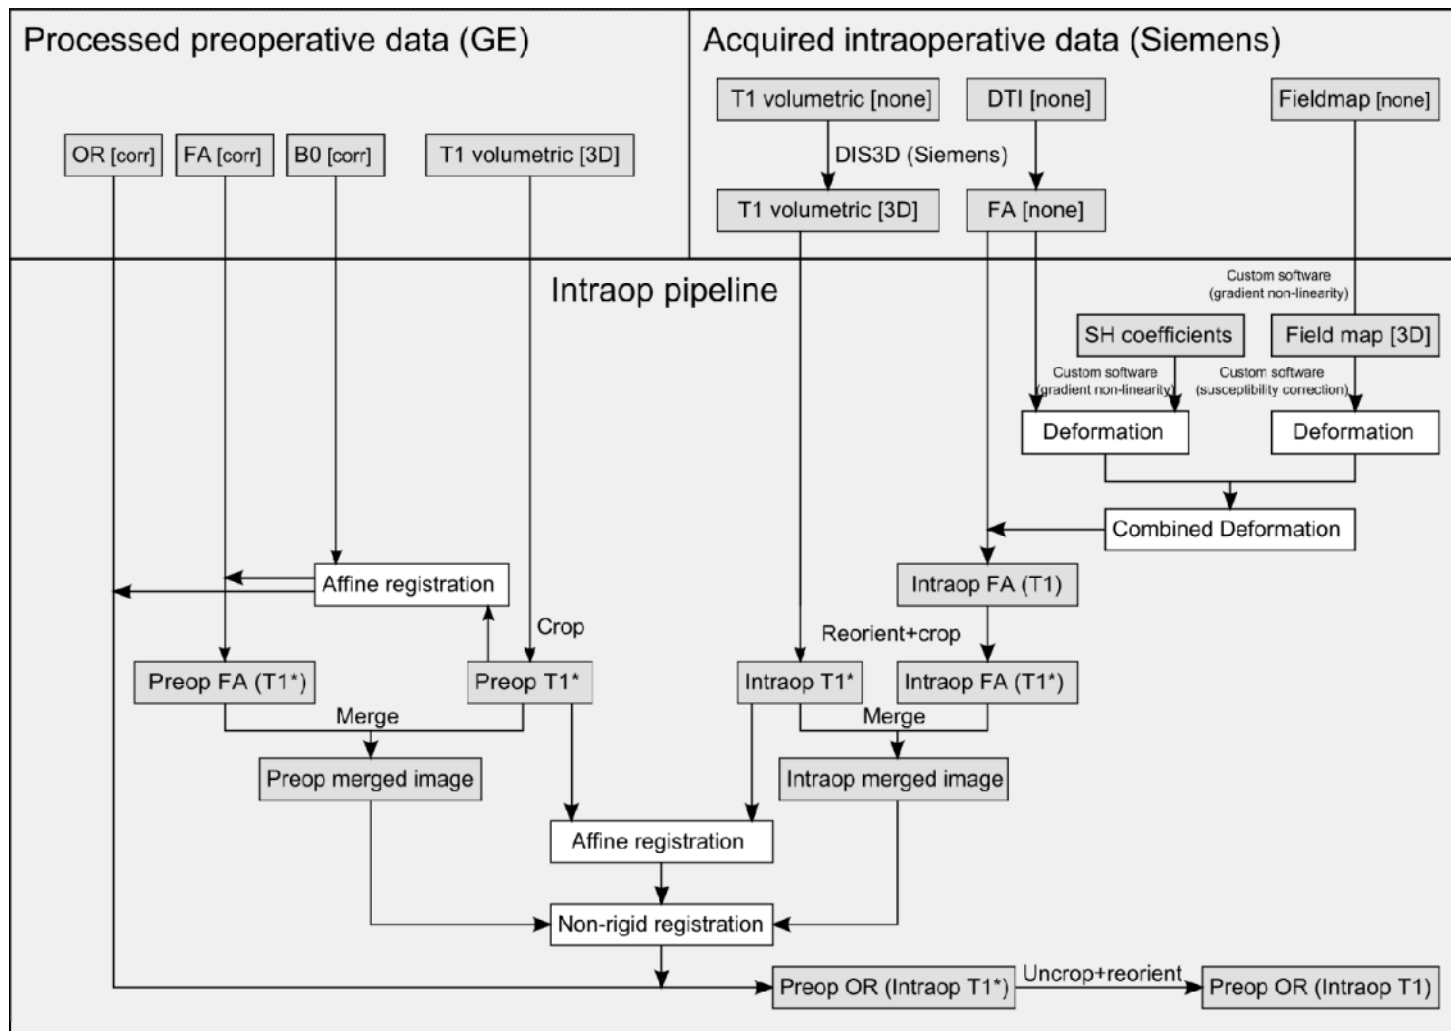 Processed preoperative data (GE)
Acquired intraoperative data (Siemens)
T1 volumetric [none]
DTI [none]
Fieldmap [none]
OR [corr]
FA [corr]
B0 [corr]
T1 volumetric [3D]
DIS3D (Siemens)
T1 volumetric [3D]
FA [none]
Intraop pipeline
Custom software
(gradient non-linearity)
SH coefficients
Field map [3D]
Custom software
(gradient non-linearity)
Custom software
(susceptibility correction)
Deformation
Deformation
Combined Deformation
Affine registration
Intraop FA (T1)
Crop
Reorient+crop
Preop FA (T1*)
Preop T1*
Intraop T1*
Intraop FA (T1*)
Merge
Merge
Preop merged image
Intraop merged image
Affine registration
Non-rigid registration
Preop OR (Intraop T1*)
Uncrop+reorient
Preop OR (Intraop T1)